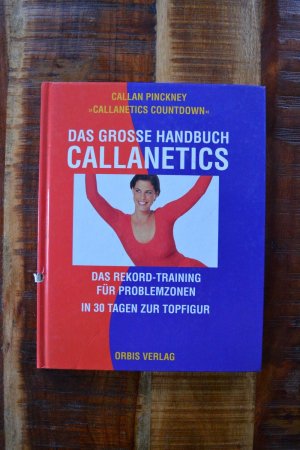 CALLAN PINCKNEY
»CALLANETICS COUNTDOWN«
DAS GROSSE HANDBUCH
CALLANETICS
DAS REKORD-TRAINING
FÜR PROBLEMZONEN
IN 30 TAGEN ZUR TOPFIGUR
ORBIS VERLAG